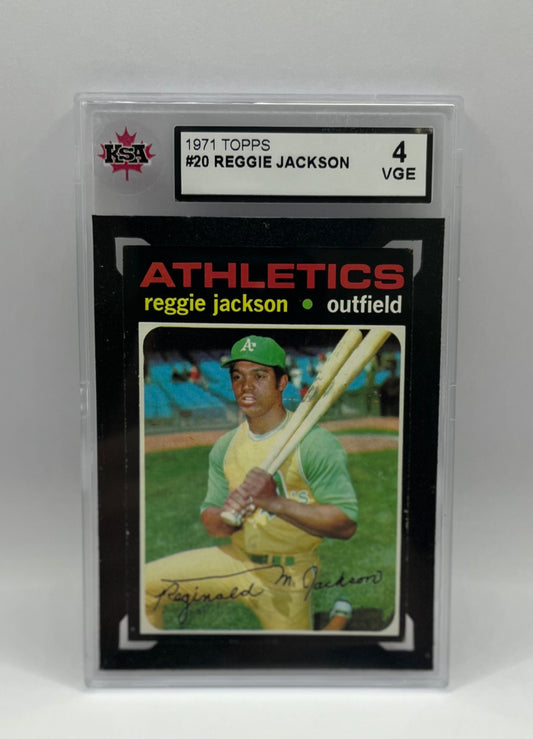 KSA
1971 TOPPS
#20 REGGIE JACKSON
4
VGE
ATHLETICS
reggie jackson • outfield
A's
Reginald M. Jackson